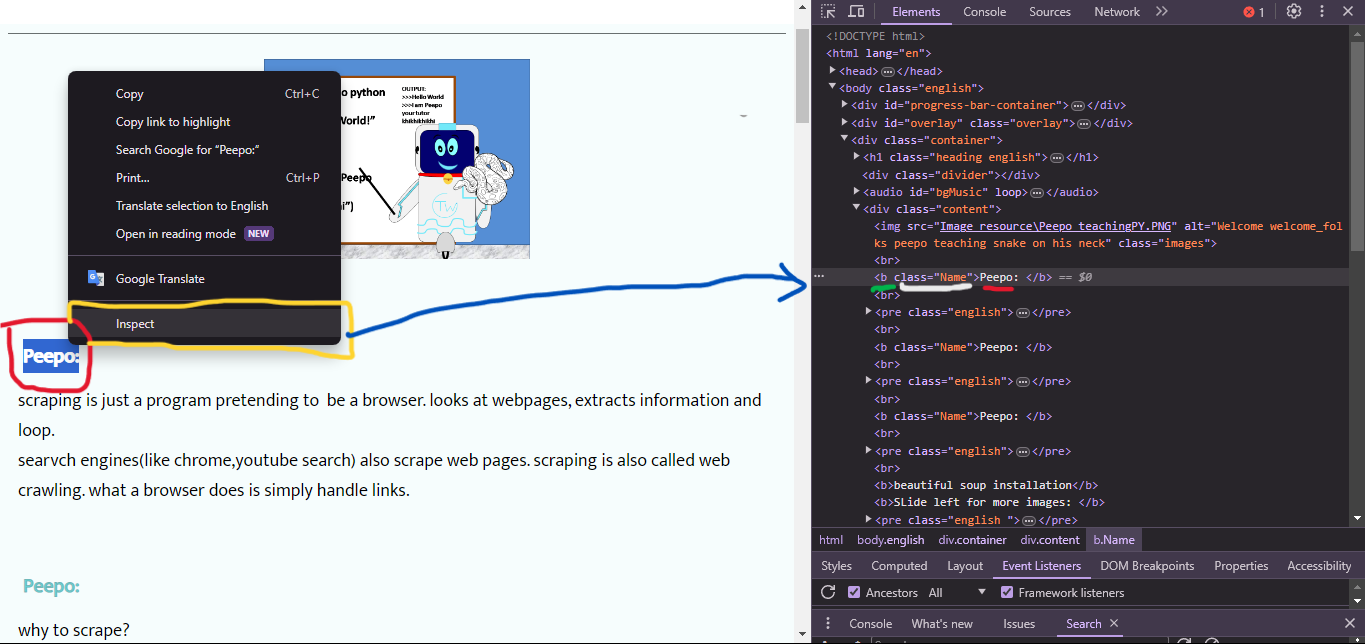 o python
World!"
Peepo
i")
OUTPUT:
>>>Hello World
>>>I am Peepo
your tutor
khikhikhikhi
TW
Copy Ctrl+C
Copy link to highlight
Search Google for “Peepo:”
Print... Ctrl+P
Translate selection to English
Open in reading mode NEW
Google Translate
Inspect
Peepo:
scraping is just a program pretending to  be a browser. looks at webpages, extracts information and
loop.
searvch engines(like chrome,youtube search) also scrape web pages. scraping is also called web
crawling. what a browser does is simply handle links.
Peepo:
why to scrape?
Elements Console Sources Network 1
<!DOCTYPE html>
<html lang="en">
<head> … </head>
<body class="english">
<div id="progress-bar-container"> … </div>
<div id="overlay" class="overlay"> … </div>
<div class="container">
<h1 class="heading english"> … </h1>
<div class="divider"></div>
<audio id="bgMusic" loop> … </audio>
<div class="content">
<img src="Image resource\Peepo teachingPY.PNG" alt="Welcome welcome_fol
ks peepo teaching snake on his neck" class="images">
<br>
… <b class="Name">Peepo: </b> == $0
<br>
<pre class="english"> … </pre>
<br>
<b class="Name">Peepo: </b>
<br>
<pre class="english"> … </pre>
<br>
<b class="Name">Peepo: </b>
<br>
<pre class="english"> … </pre>
<br>
<b>beautiful soup installation</b>
<b>SLide left for more images: </b>
<pre class="english "> … </pre>
html body.english div.container div.content b.Name
Styles Computed Layout Event Listeners DOM Breakpoints Properties Accessibility
Ancestors All Framework listeners
Console What's new Issues Search